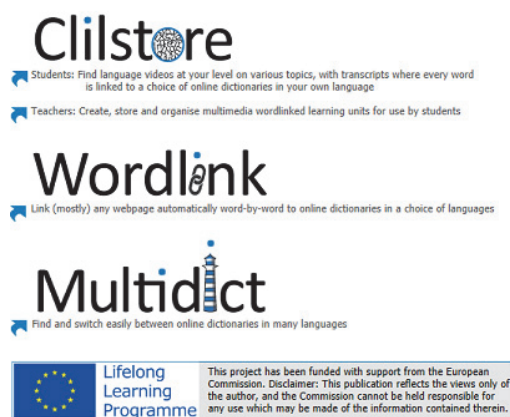 Clilstore
Students: Find language videos at your level on various topics, with transcripts where every word
is linked to a choice of online dictionaries in your own language
Teachers: Create, store and organise multimedia wordlinked learning units for use by students
Wordlink
Link (mostly) any webpage automatically word-by-word to online dictionaries in a choice of languages
Multidict
Find and switch easily between online dictionaries in many languages
Lifelong
Learning
Programme
This project has been funded with support from the European
Commission. Disclaimer: This publication reflects the views only of
the author, and the Commission cannot be held responsible for
any use which may be made of the information contained therein.